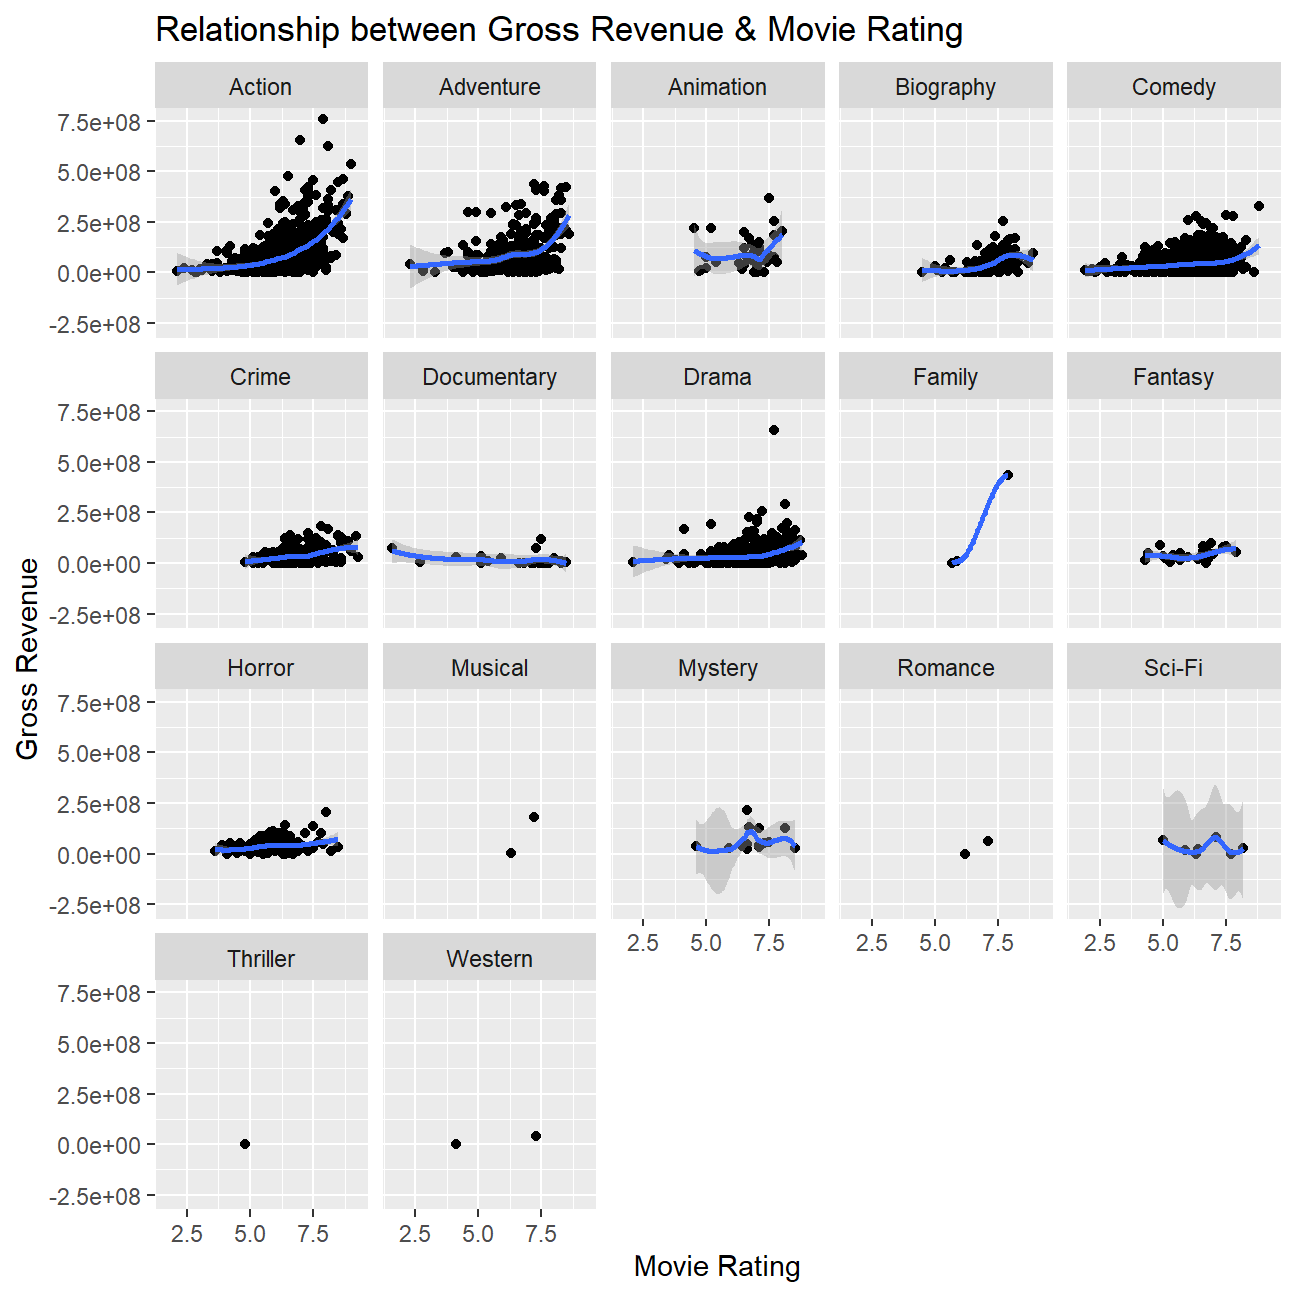 Relationship between Gross Revenue & Movie Rating
Action Adventure Animation Biography Comedy
7.5e+08
5.0e+08
2.5e+08
0.0e+00
-2.5e+08
Crime Documentary Drama Family Fantasy
7.5e+08
5.0e+08
2.5e+08
0.0e+00
-2.5e+08
Gross Revenue
Horror Musical Mystery Romance Sci-Fi
7.5e+08
5.0e+08
2.5e+08
0.0e+00
-2.5e+08
2.5 5.0 7.5 2.5 5.0 7.5 2.5 5.0 7.5
Thriller Western
7.5e+08
5.0e+08
2.5e+08
0.0e+00
-2.5e+08
2.5 5.0 7.5 2.5 5.0 7.5
Movie Rating